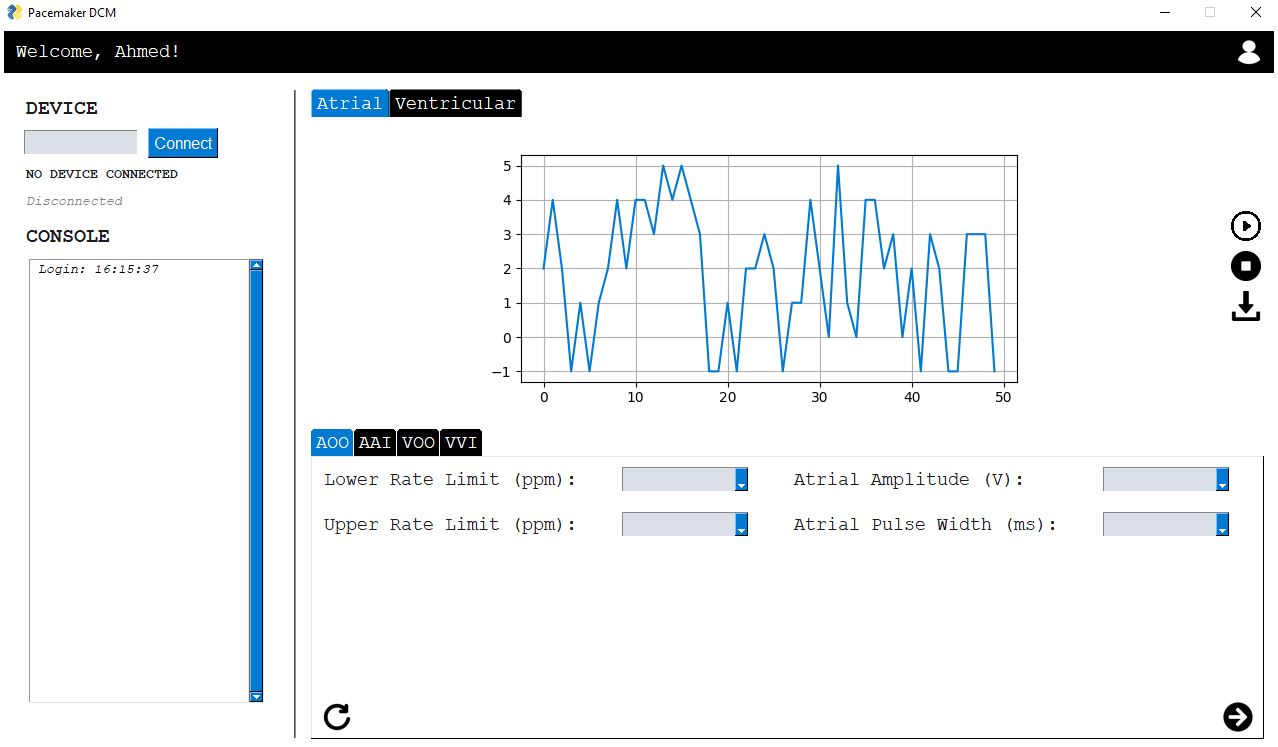 Pacemaker DCM
Welcome, Ahmed!
DEVICE
Connect
NO DEVICE CONNECTED
Disconnected
CONSOLE
Login: 16:15:37
Atrial Ventricular
5
4
3
2
1
0
−1
0 10 20 30 40 50
AOO AAI VOO VVI
Lower Rate Limit (ppm): Atrial Amplitude (V):
Upper Rate Limit (ppm): Atrial Pulse Width (ms):